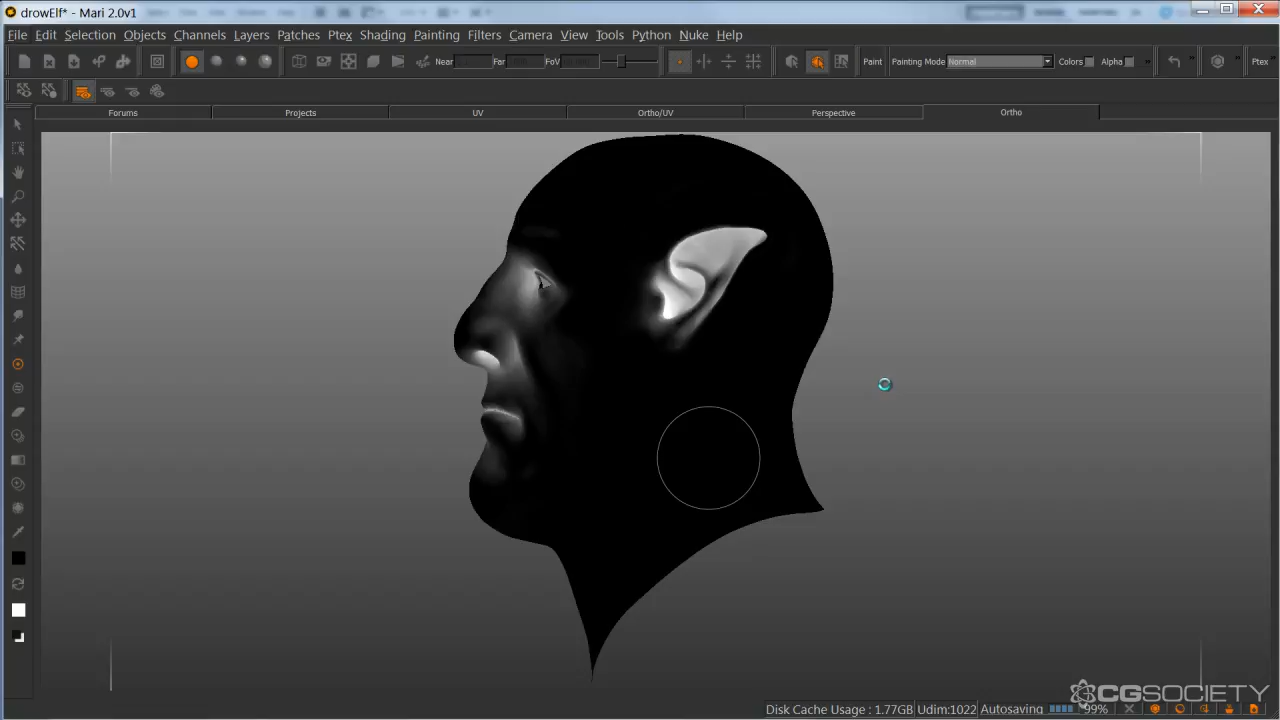 drowElf* - Mari 2.0v1
File Edit Selection Objects Channels Layers Patches Ptex Shading Painting Filters Camera View Tools Python Nuke Help
Near Far FoV Paint Painting Mode Normal Colors Alpha Ptex
Forums Projects UV Ortho/UV Perspective Ortho
CGSOCIETY
Disk Cache Usage : 1.77GB Udim:1022 Autosaving 99%